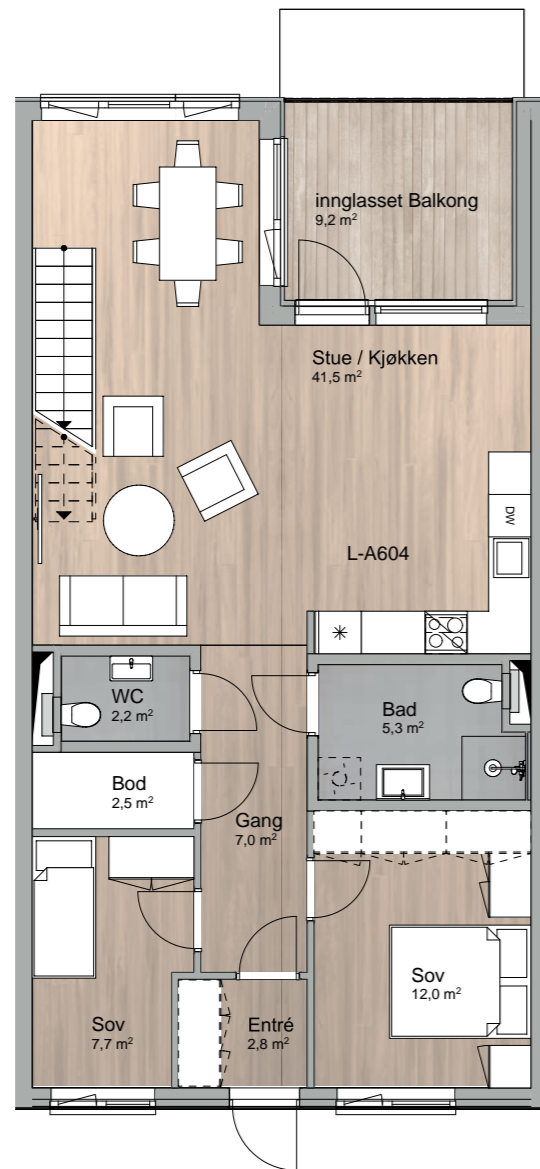 innglasset Balkong
9,2 m²
Stue / Kjøkken
41,5 m²
DW
L-A604
WC
2,2 m²
Bad
5,3 m²
Bod
2,5 m²
Gang
7,0 m²
Sov
12,0 m²
Sov
7,7 m²
Entré
2,8 m²